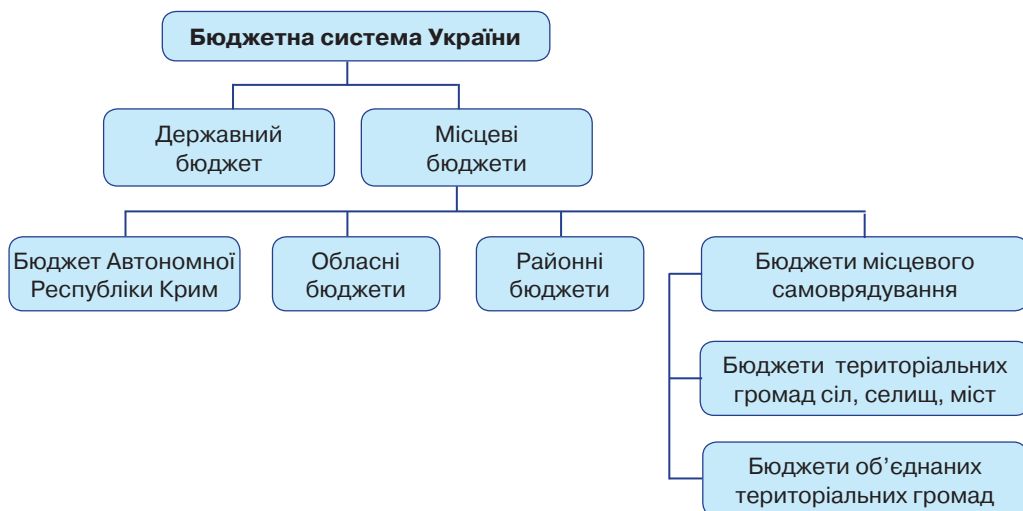 Бюджетна система України
Державний
бюджет
Місцеві
бюджети
Бюджет Автономної
Республіки Крим
Обласні
бюджети
Районні
бюджети
Бюджети місцевого
самоврядування
Бюджети територіальних
громад сіл, селищ, міст
Бюджети об’єднаних
територіальних громад